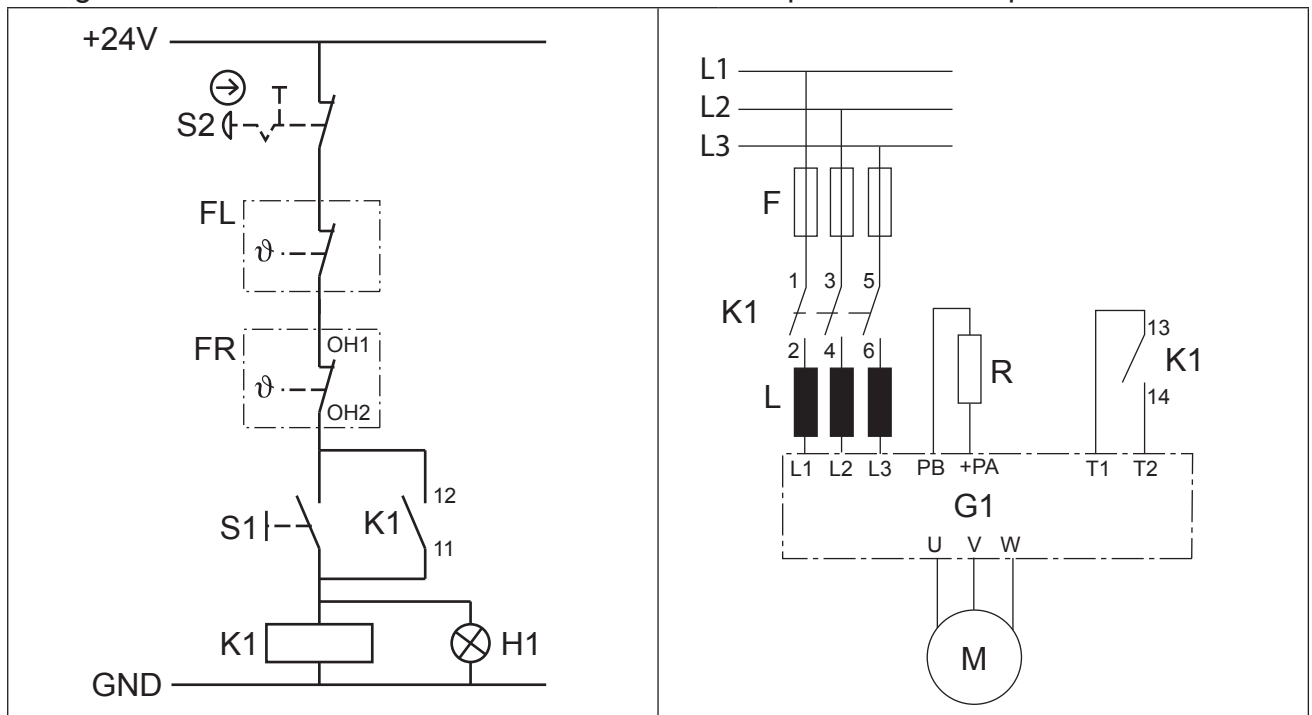 +24V
S2
FL
ϑ
FR
OH1
ϑ
OH2
12
S1
K1
11
K1
H1
GND
L1
L2
L3
F
1 3 5
K1
2 4 6
L
R
13
K1
14
L1 L2 L3 PB +PA T1 T2
G1
U V W
M